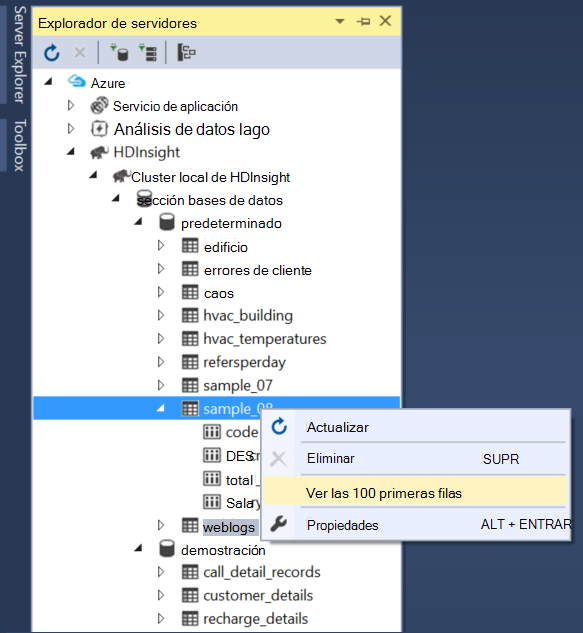 Server Explorer
Toolbox
Explorador de servidores
Azure
Servicio de aplicación
Análisis de datos lago
HDInsight
Cluster local de HDInsight
sección bases de datos
predeterminado
edificio
errores de cliente
caos
hvac_building
hvac_temperatures
refersperday
sample_07
sample_08
code
DES
total_
Sala
weblogs
Actualizar
Eliminar SUPR
Ver las 100 primeras filas
Propiedades ALT + ENTRAR
demostración
call_detail_records
customer_details
recharge_details